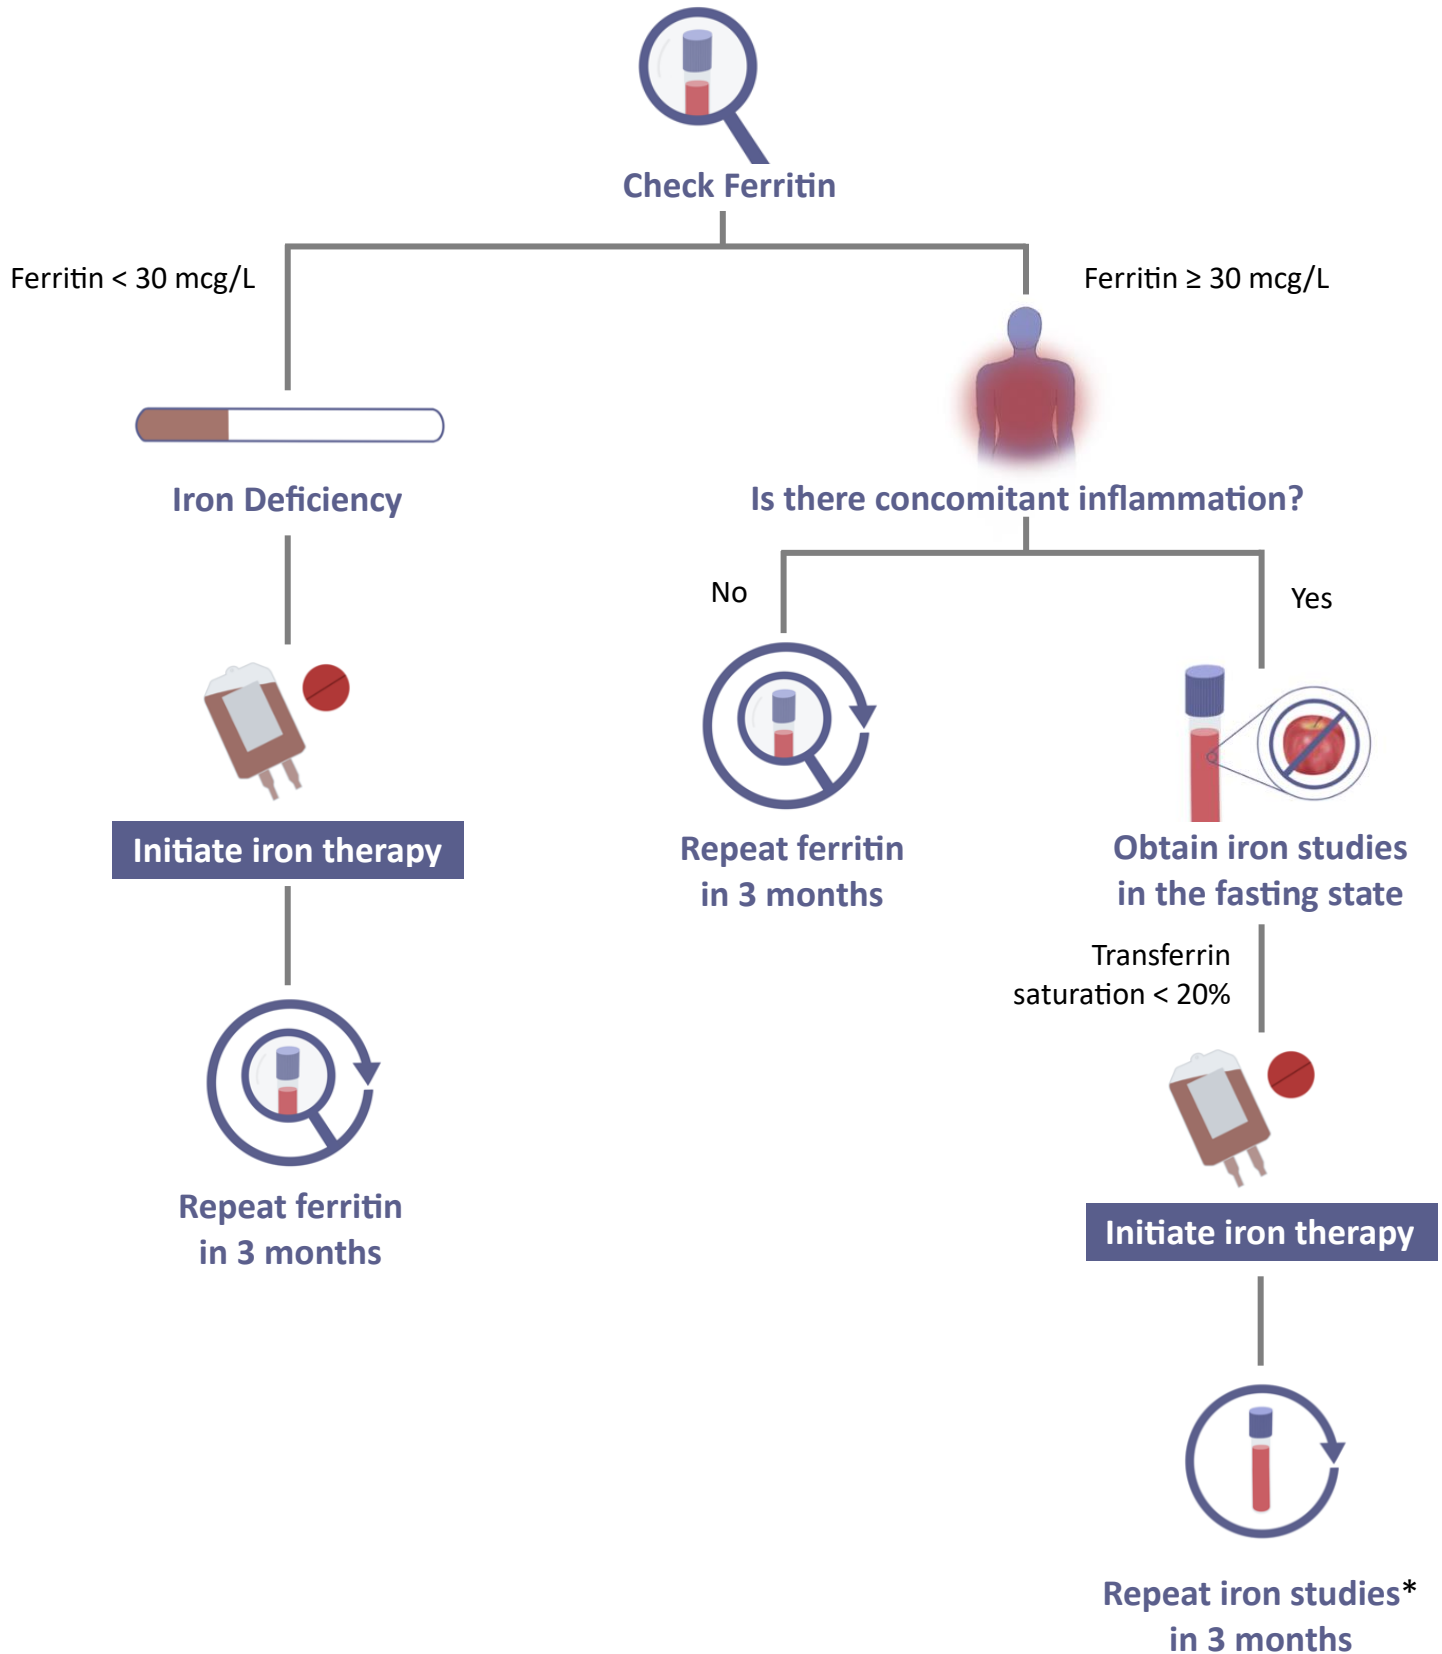 Check Ferritin
Ferritin < 30 mcg/L
Ferritin ≥ 30 mcg/L
Iron Deficiency
Is there concomitant inflammation?
No
Yes
Initiate iron therapy
Repeat ferritin
in 3 months
Obtain iron studies
in the fasting state
Transferrin
saturation < 20%
Repeat ferritin
in 3 months
Initiate iron therapy
Repeat iron studies*
in 3 months